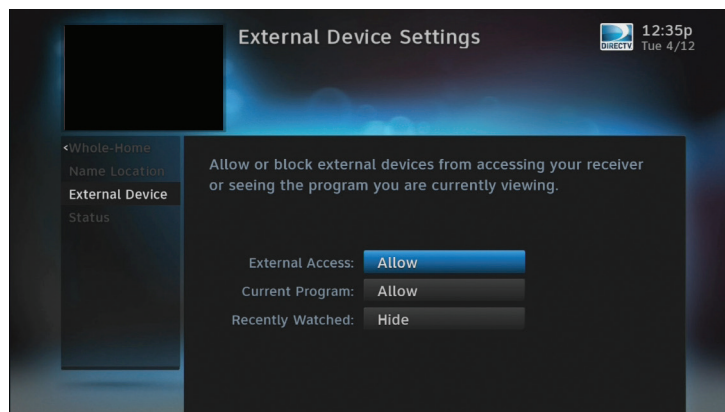 External Device Settings
DIRECTV
12:35p
Tue 4/12
<Whole-Home
Name Location
External Device
Status
Allow or block external devices from accessing your receiver
or seeing the program you are currently viewing.
External Access: Allow
Current Program: Allow
Recently Watched: Hide